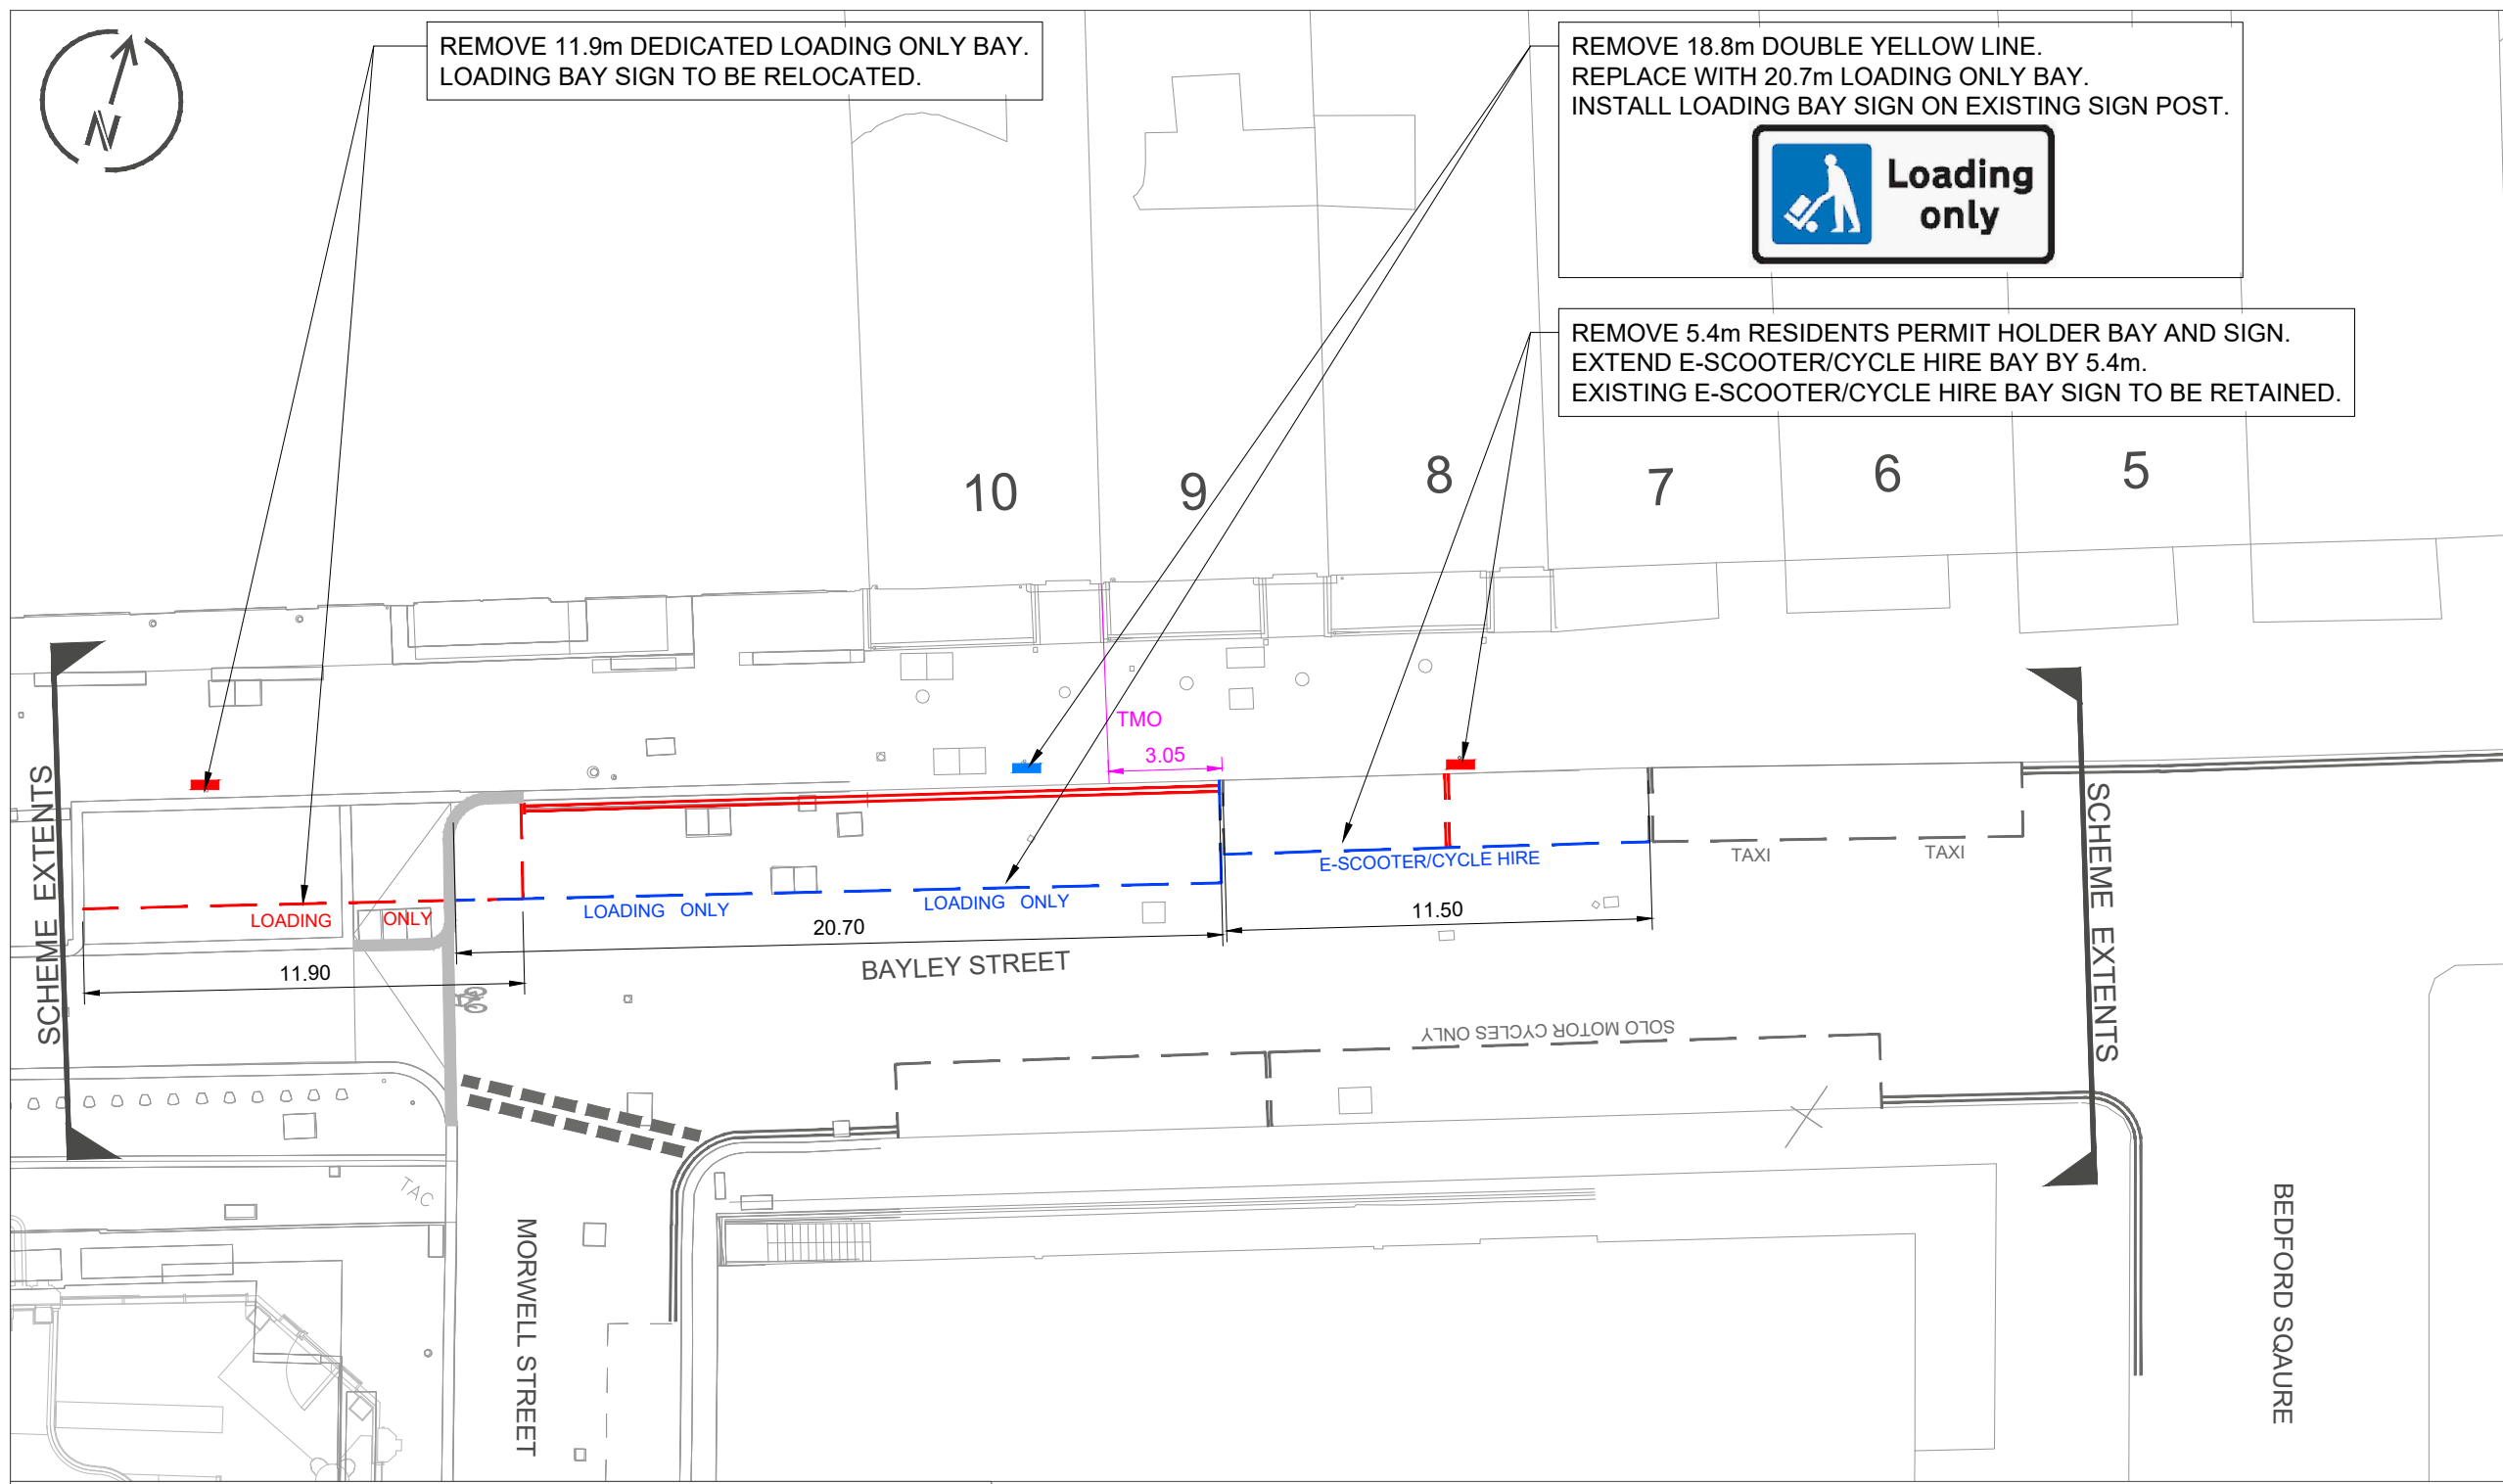 N
REMOVE 11.9m DEDICATED LOADING ONLY BAY.
LOADING BAY SIGN TO BE RELOCATED.
REMOVE 18.8m DOUBLE YELLOW LINE.
REPLACE WITH 20.7m LOADING ONLY BAY.
INSTALL LOADING BAY SIGN ON EXISTING SIGN POST.
Loading
only
REMOVE 5.4m RESIDENTS PERMIT HOLDER BAY AND SIGN.
EXTEND E-SCOOTER/CYCLE HIRE BAY BY 5.4m.
EXISTING E-SCOOTER/CYCLE HIRE BAY SIGN TO BE RETAINED.
10
9
8
7
6
5
TMO
3.05
SCHEME EXTENTS
SCHEME EXTENTS
E-SCOOTER/CYCLE HIRE
TAXI
TAXI
LOADING ONLY
LOADING ONLY
LOADING ONLY
11.50
20.70
11.90
BAYLEY STREET
SOLO MOTOR CYCLES ONLY
TAC
MORWELL STREET
BEDFORD SQAURE